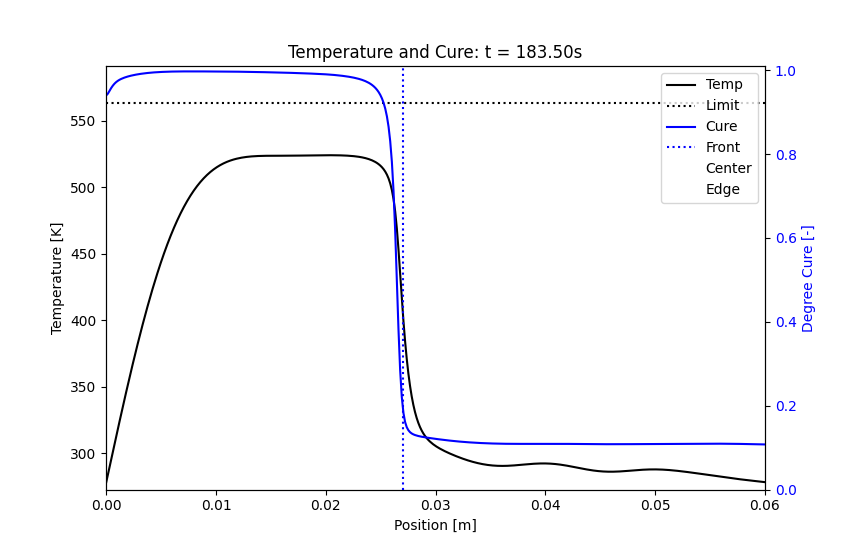 Temperature and Cure: t = 183.50s
Temp
Limit
Cure
Front
Center
Edge
550
500
450
400
350
300
Temperature [K]
1.0
0.8
0.6
0.4
0.2
0.0
Degree Cure [-]
0.00 0.01 0.02 0.03 0.04 0.05 0.06
Position [m]